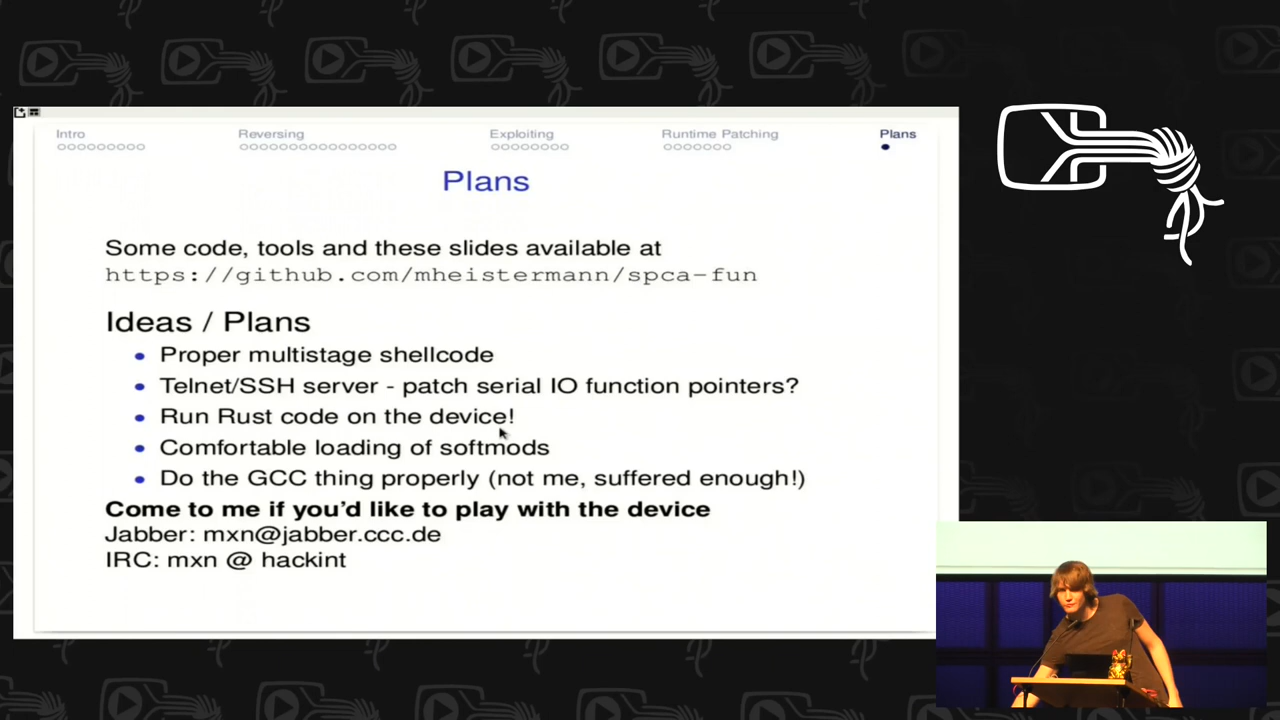 Intro Reversing Exploiting Runtime Patching Plans
Plans
Some code, tools and these slides available at
https://github.com/mheistermann/spca-fun
Ideas / Plans
Proper multistage shellcode
Telnet/SSH server - patch serial IO function pointers?
Run Rust code on the device!
Comfortable loading of softmods
Do the GCC thing properly (not me, suffered enough!)
Come to me if you'd like to play with the device
Jabber: mxn@jabber.ccc.de
IRC: mxn @ hackint